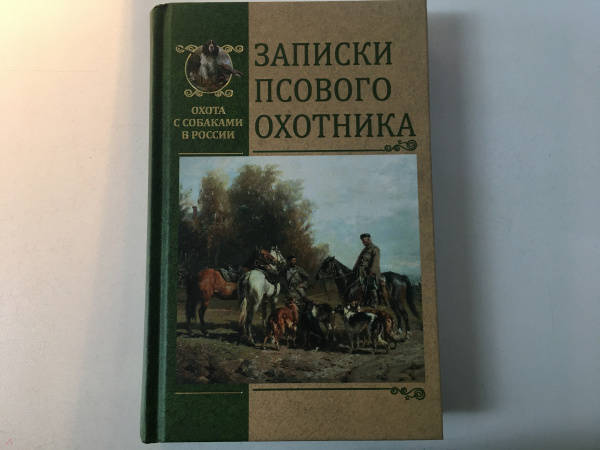 ЗАПИСКИ
ПСОВОГО
ОХОТНИКА
ОХОТА
С СОБАКАМИ
В РОССИИ